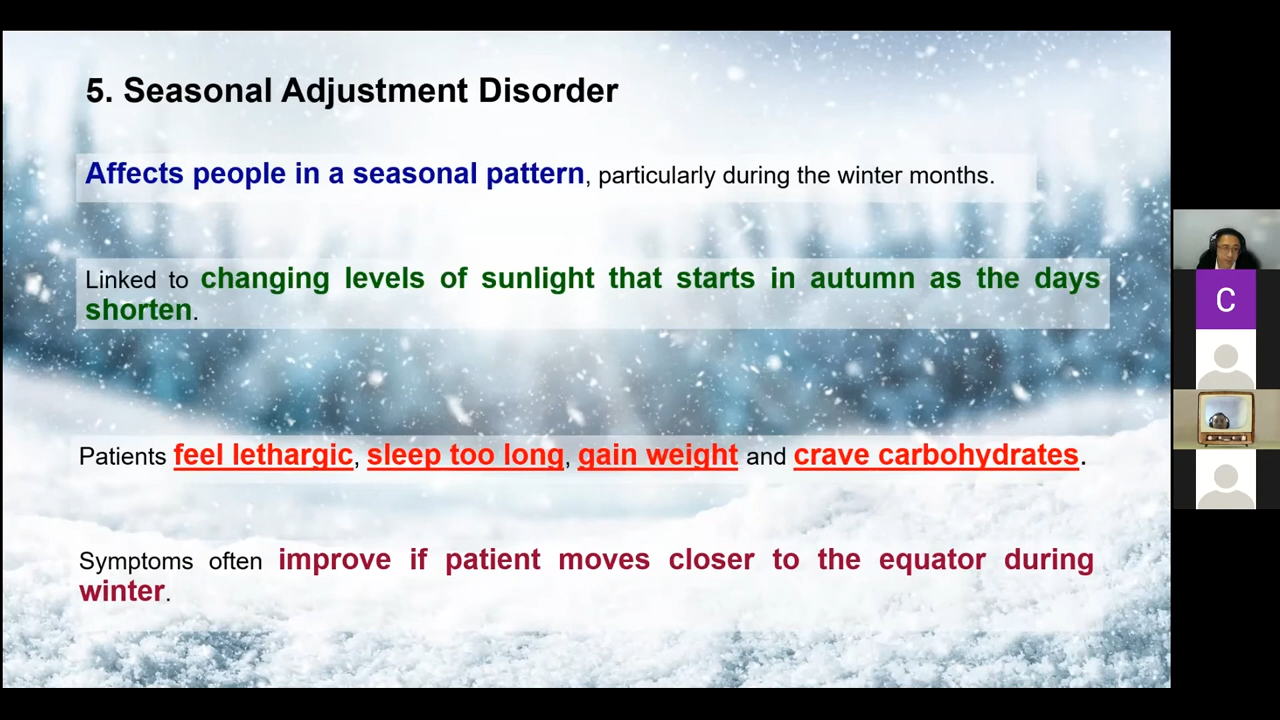 5. Seasonal Adjustment Disorder
Affects people in a seasonal pattern, particularly during the winter months.
Linked to changing levels of sunlight that starts in autumn as the days
shorten.
Patients feel lethargic, sleep too long, gain weight and crave carbohydrates.
Symptoms often improve if patient moves closer to the equator during
winter.
C